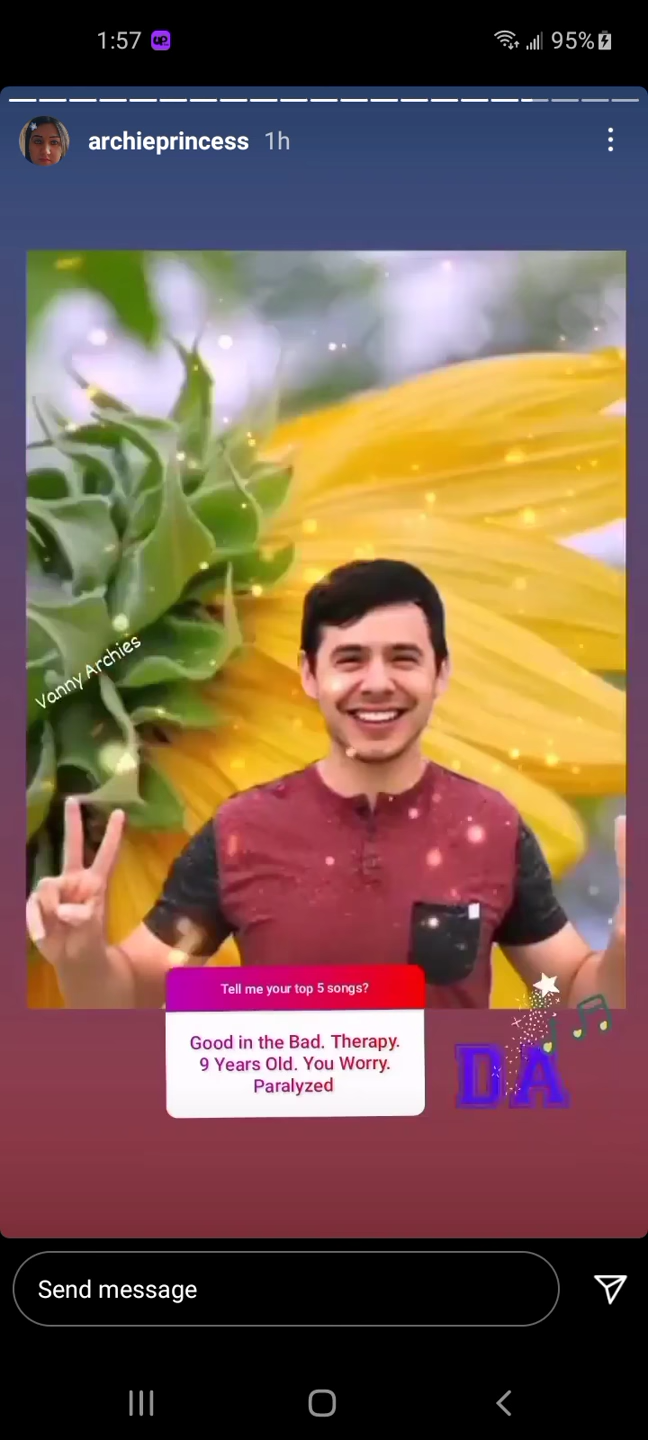 1:57 up 95%
archieprincess 1h
Vanny Archies
Tell me your top 5 songs?
Good in the Bad. Therapy.
9 Years Old. You Worry.
Paralyzed
DA
Send message